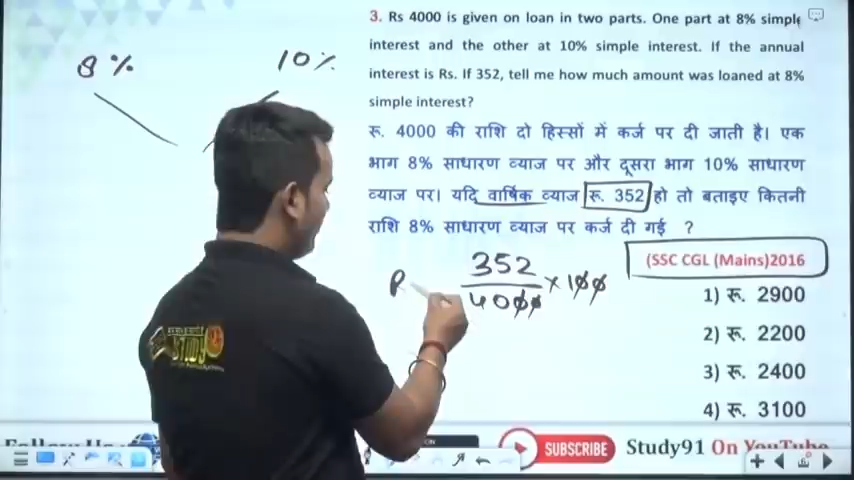 3. Rs 4000 is given on loan in two parts. One part at 8% simple
interest and the other at 10% simple interest. If the annual
interest is Rs. If 352, tell me how much amount was loaned at 8%
simple interest?
रू. 4000 की राशि दो हिस्सों में कर्ज पर दी जाती है। एक
भाग 8% साधारण व्याज पर और दूसरा भाग 10% साधारण
व्याज पर। यदि वार्षिक व्याज रू. 352 हो तो बताइए कितनी
राशि 8% साधारण व्याज पर कर्ज दी गई ?
(SSC CGL (Mains)2016
1) रू. 2900
2) रू. 2200
3) रू. 2400
4) रू. 3100
8% 10%
R 352
4000 × 100
STUDY
SUBSCRIBE Study91 On YouTube